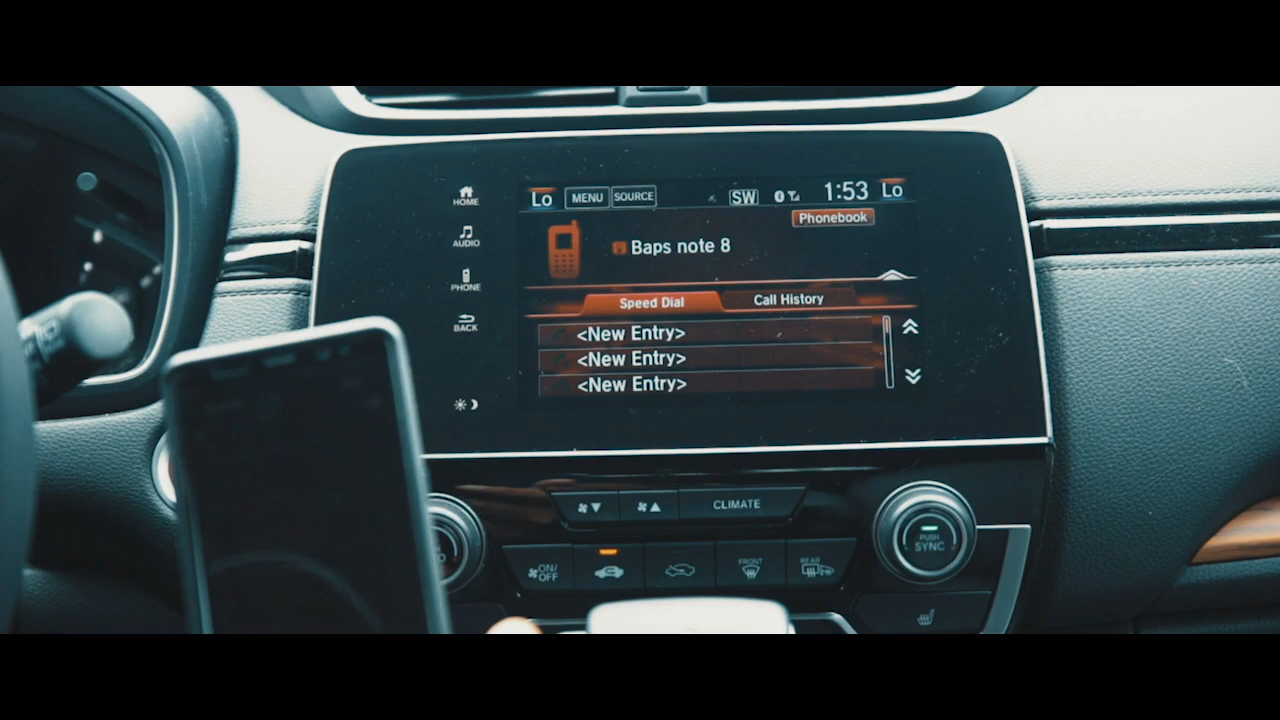 Lo MENU SOURCE SW 1:53 Lo
Phonebook
Baps note 8
Speed Dial Call History
<New Entry>
<New Entry>
<New Entry>
HOME
AUDIO
PHONE
BACK
CLIMATE
ON/
OFF
FRONT
REAR
PUSH
SYNC